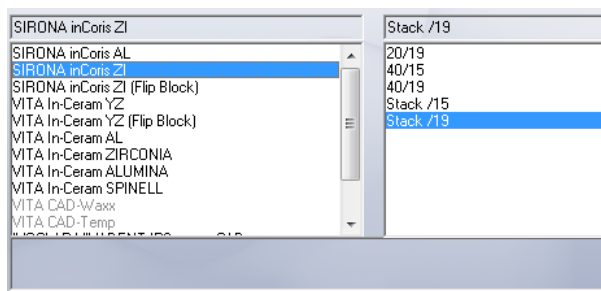 SIRONA inCoris ZI
SIRONA inCoris AL
SIRONA inCoris ZI
SIRONA inCoris ZI (Flip Block)
VITA In-Ceram YZ
VITA In-Ceram YZ (Flip Block)
VITA In-Ceram AL
VITA In-Ceram ZIRCONIA
VITA In-Ceram ALUMINA
VITA In-Ceram SPINELL
VITA CAD-Waxx
VITA CAD-Temp
Stack /19
20/19
40/15
40/19
Stack /15
Stack /19